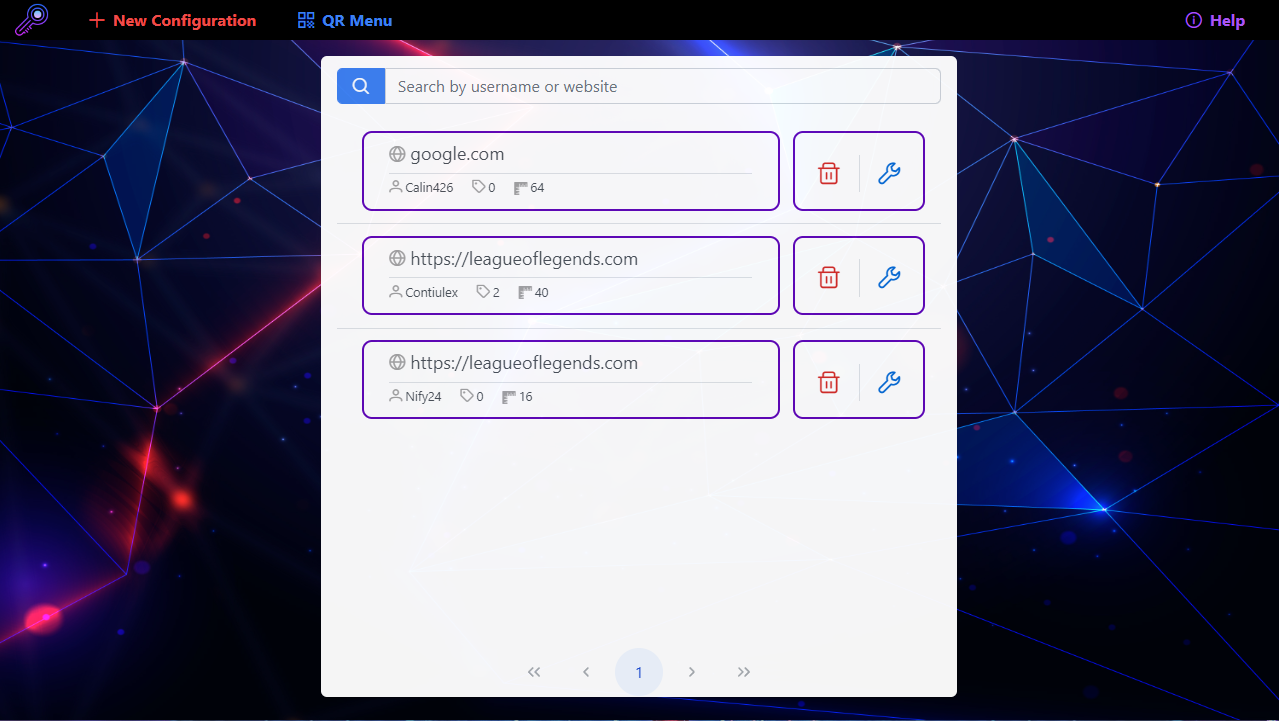 New Configuration
QR Menu
Help
Search by username or website
google.com
Calin426 0 64
https://leagueoflegends.com
Contiulex 2 40
https://leagueoflegends.com
Nify24 0 16
1